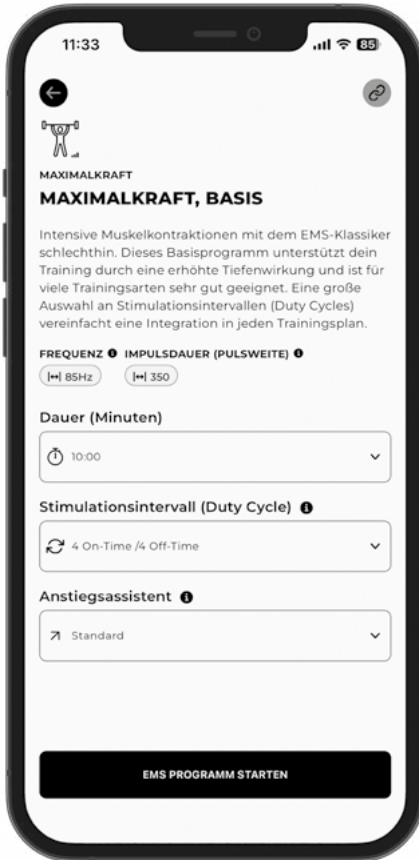 11:33
85
MAXIMALKRAFT
MAXIMALKRAFT, BASIS
Intensive Muskelkontraktionen mit dem EMS-Klassiker
schlechthin. Dieses Basisprogramm unterstützt dein
Training durch eine erhöhte Tiefenwirkung und ist für
viele Trainingsarten sehr gut geeignet. Eine große
Auswahl an Stimulationsintervallen (Duty Cycles)
vereinfacht eine Integration in jeden Trainingsplan.
FREQUENZ IMPULSDAUER (PULSWEITE)
85Hz 350
Dauer (Minuten)
10:00
Stimulationsintervall (Duty Cycle)
4 On-Time /4 Off-Time
Anstiegsassistent
Standard
EMS PROGRAMM STARTEN